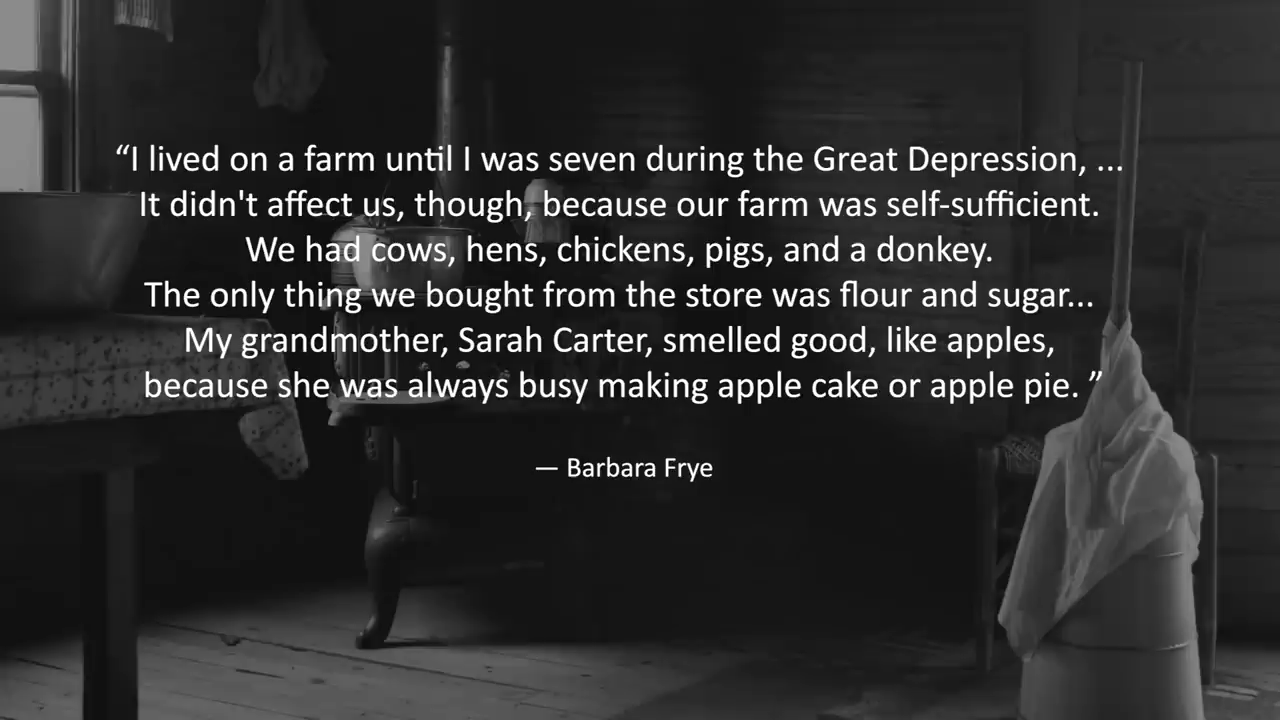 “I lived on a farm until I was seven during the Great Depression, ...
It didn't affect us, though, because our farm was self-sufficient.
We had cows, hens, chickens, pigs, and a donkey.
The only thing we bought from the store was flour and sugar...
My grandmother, Sarah Carter, smelled good, like apples,
because she was always busy making apple cake or apple pie. ”
— Barbara Frye